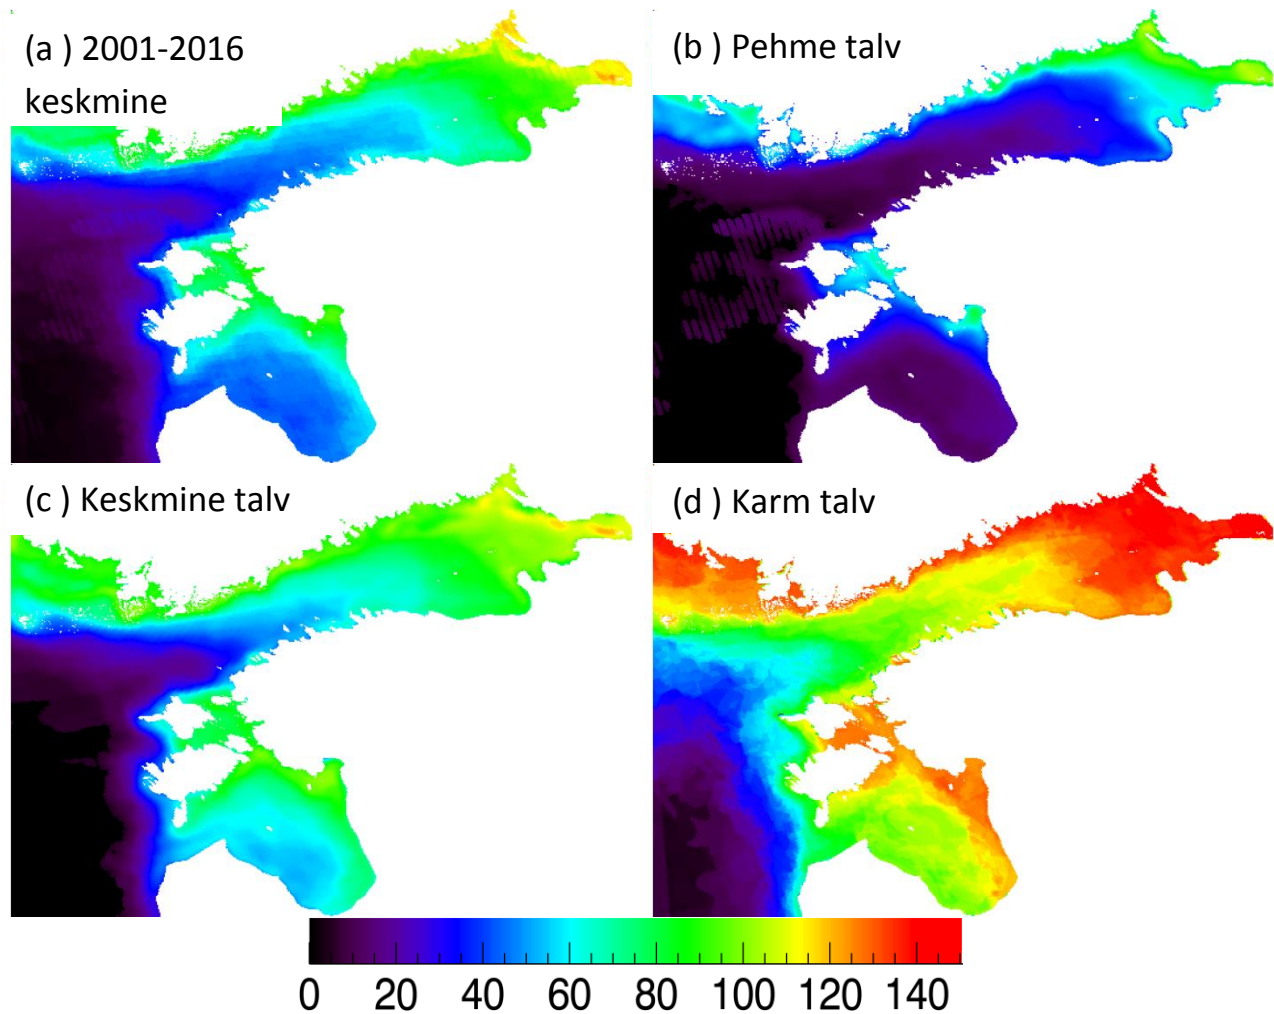 (a ) 2001-2016
keskmine
(b ) Pehme talv
(c ) Keskmine talv
(d ) Karm talv
0 20 40 60 80 100 120 140